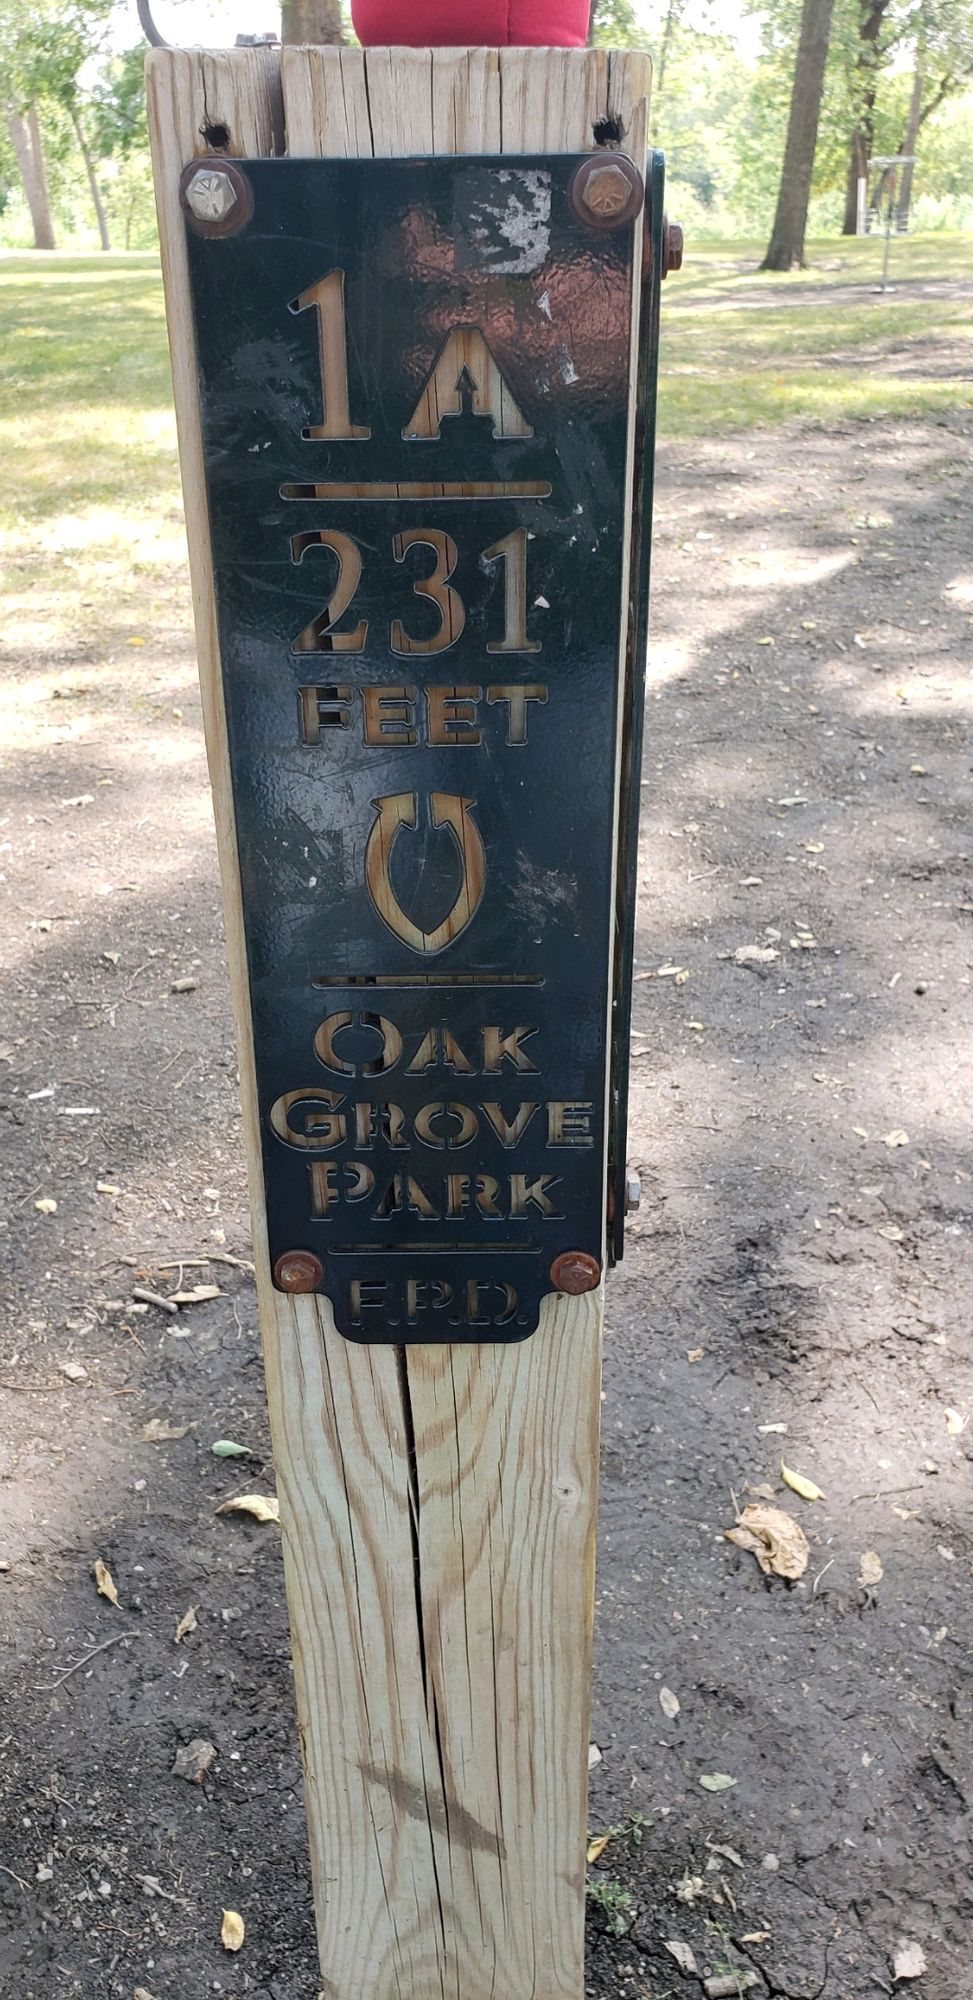 1A
231
FEET
OAK
GROVE
PARK
F.P.D.